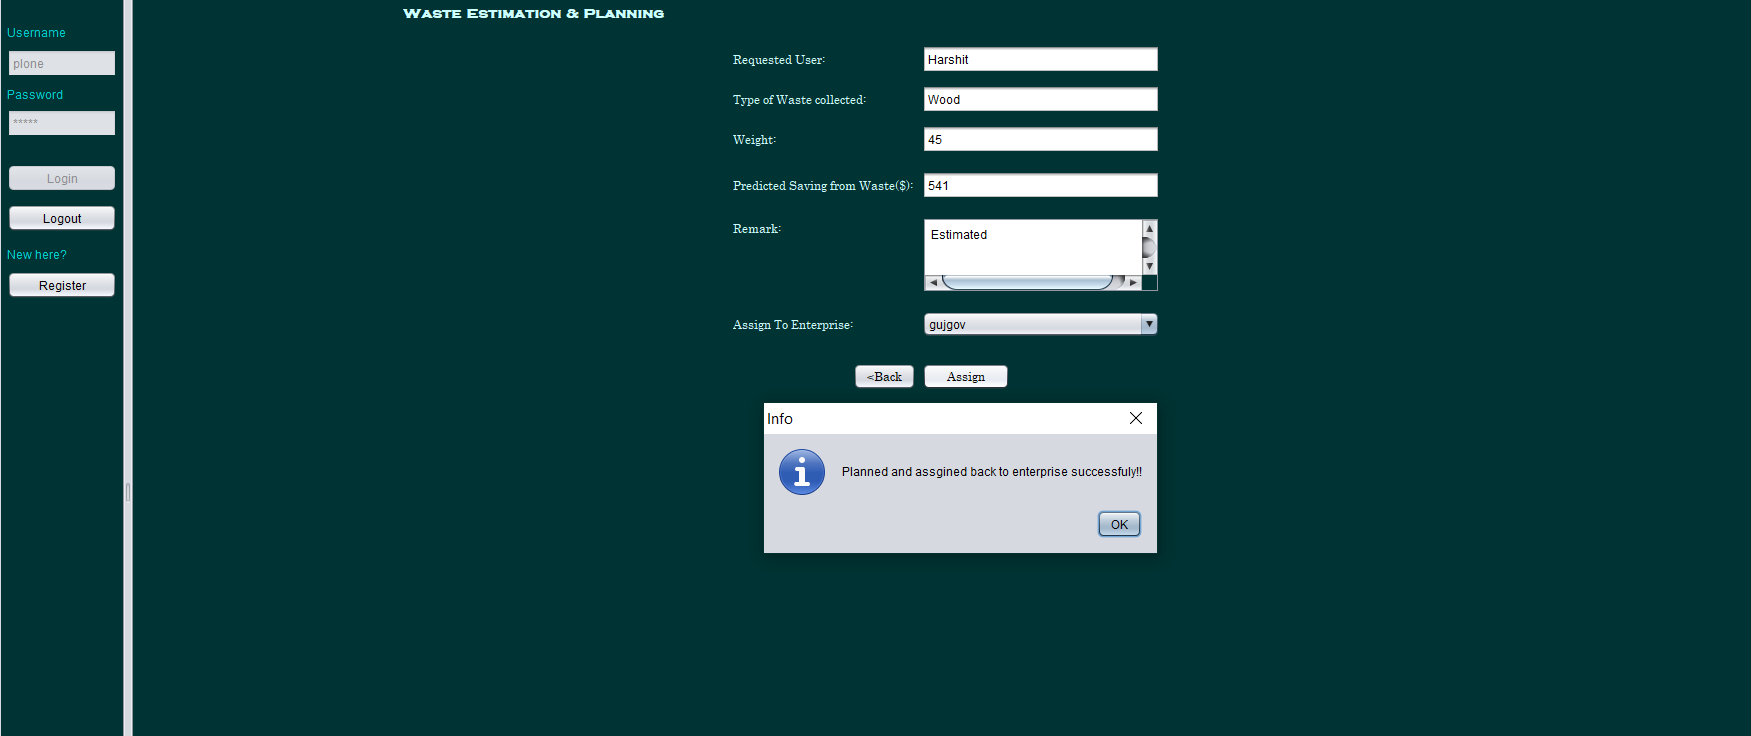 Waste Estimation & Planning
Username
plone
Password
*****
Login
Logout
New here?
Register
Requested User: Harshit
Type of Waste collected: Wood
Weight: 45
Predicted Saving from Waste($): 541
Remark: Estimated
Assign To Enterprise: gujgov
<Back Assign
Info
Planned and assgined back to enterprise successfuly!!
OK